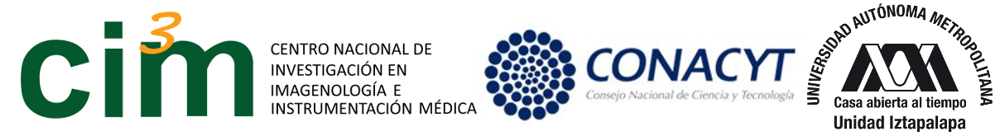 ci3m
CENTRO NACIONAL DE
INVESTIGACIÓN EN
IMAGENOLOGÍA E
INSTRUMENTACIÓN MÉDICA
CONACYT
Consejo Nacional de Ciencia y Tecnología
UNIVERSIDAD AUTÓNOMA METROPOLITANA
Casa abierta al tiempo
Unidad Iztapalapa